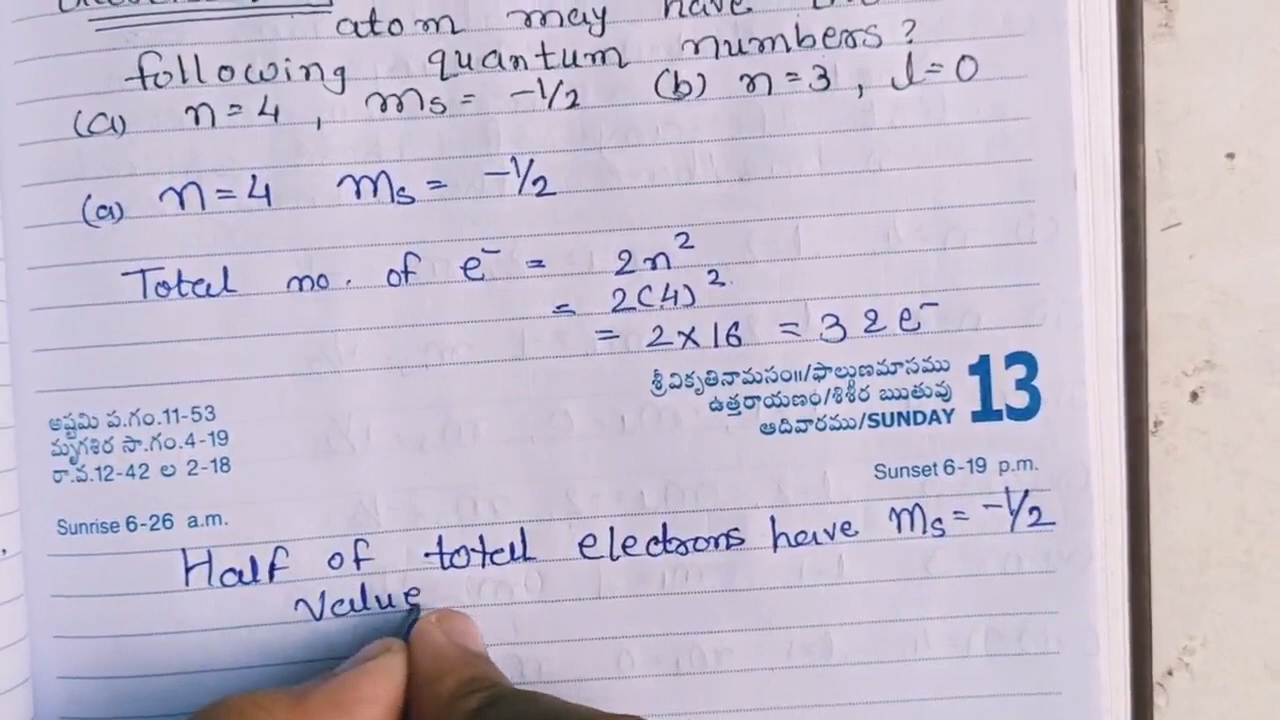 atom may have
following quantum numbers?
(a) n=4, ms= -1/2 (b) n=3, l=0
(a) n=4 ms= -1/2
Total no. of e⁻ = 2n²
= 2(4)²
= 2×16 = 32e⁻
శ్రీవికృతినామసం॥/ఫాల్గుణమాసము
ఉత్తరాయణం/శిశిర ఋతువు
ఆదివారము/SUNDAY
13
అష్టమి ప.గం.11-53
మృగశిర సా.గం.4-19
రా.వ.12-42 ల 2-18
Sunset 6-19 p.m.
Sunrise 6-26 a.m.
Half of total electrons have ms= -1/2
value